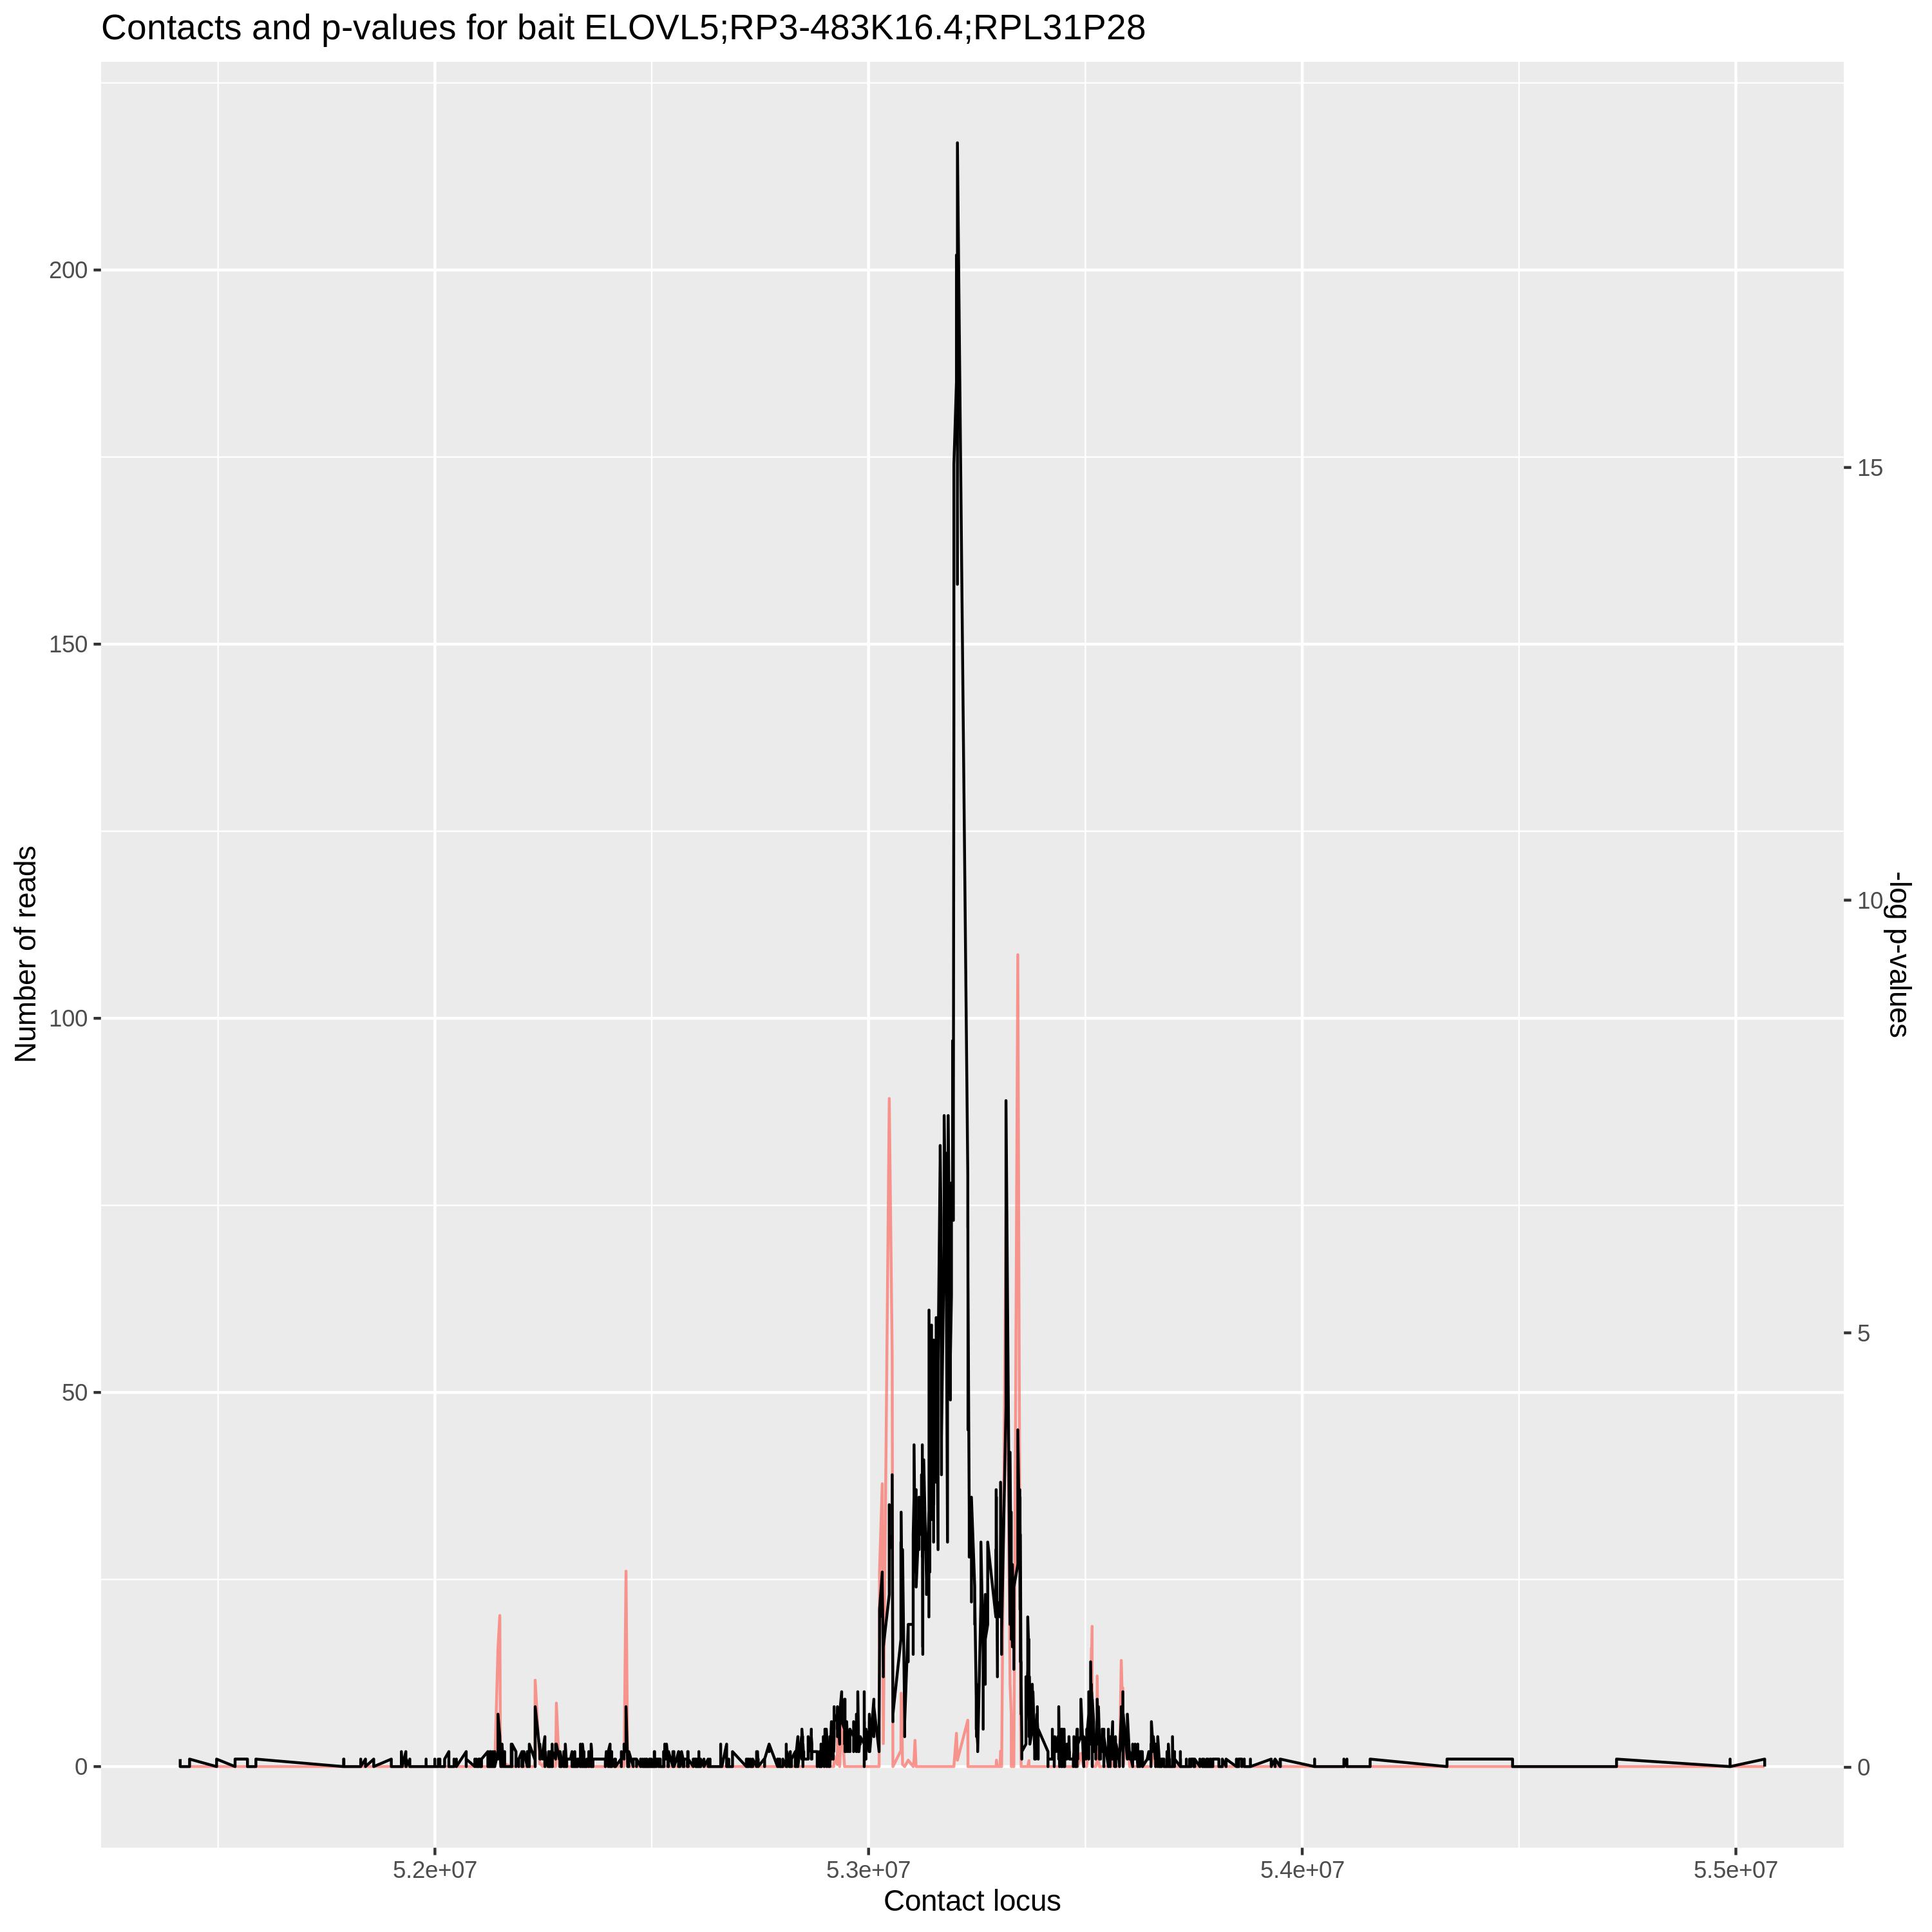 Contacts and p-values for bait ELOVL5;RP3-483K16.4;RPL31P28
200
150
100
50
0
Number of reads
15
10
5
0
-log p-values
5.2e+07 5.3e+07 5.4e+07 5.5e+07
Contact locus